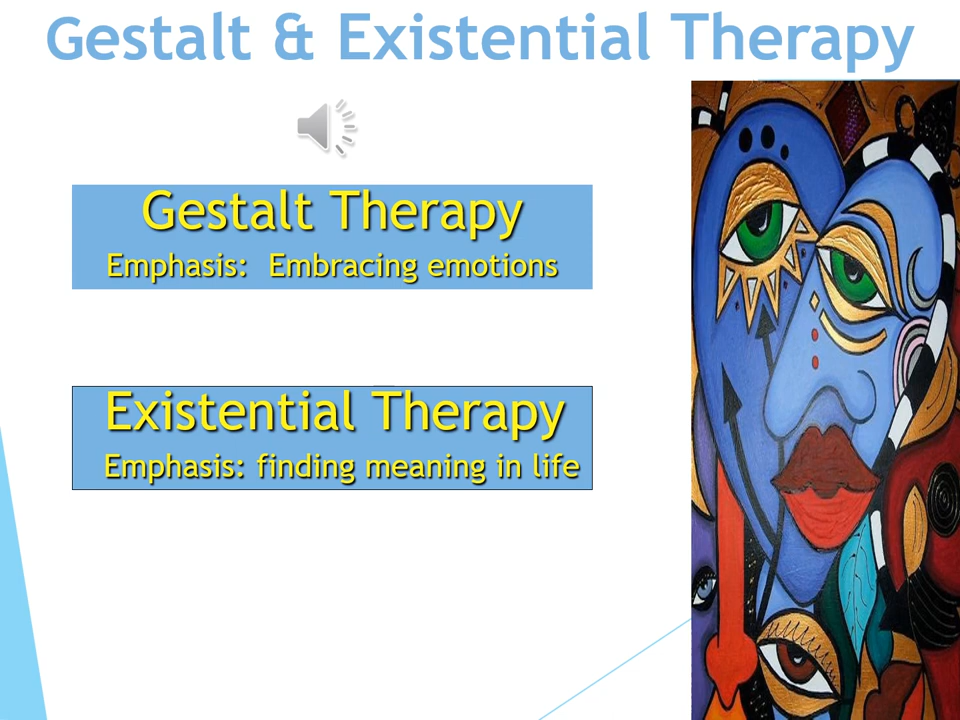 Gestalt & Existential Therapy
Gestalt Therapy
Emphasis: Embracing emotions
Existential Therapy
Emphasis: finding meaning in life